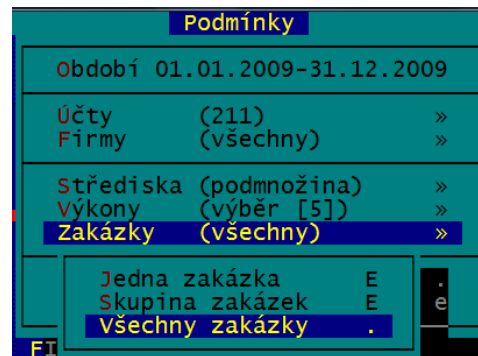 Podmínky
Období 01.01.2009-31.12.2009
Účty (211) »
Firmy (všechny) »
Střediska (podmnožina) »
Výkony (výběr [5]) »
Zakázky (všechny) »
Jedna zakázka E .
Skupina zakázek E e
Všechny zakázky .
FI